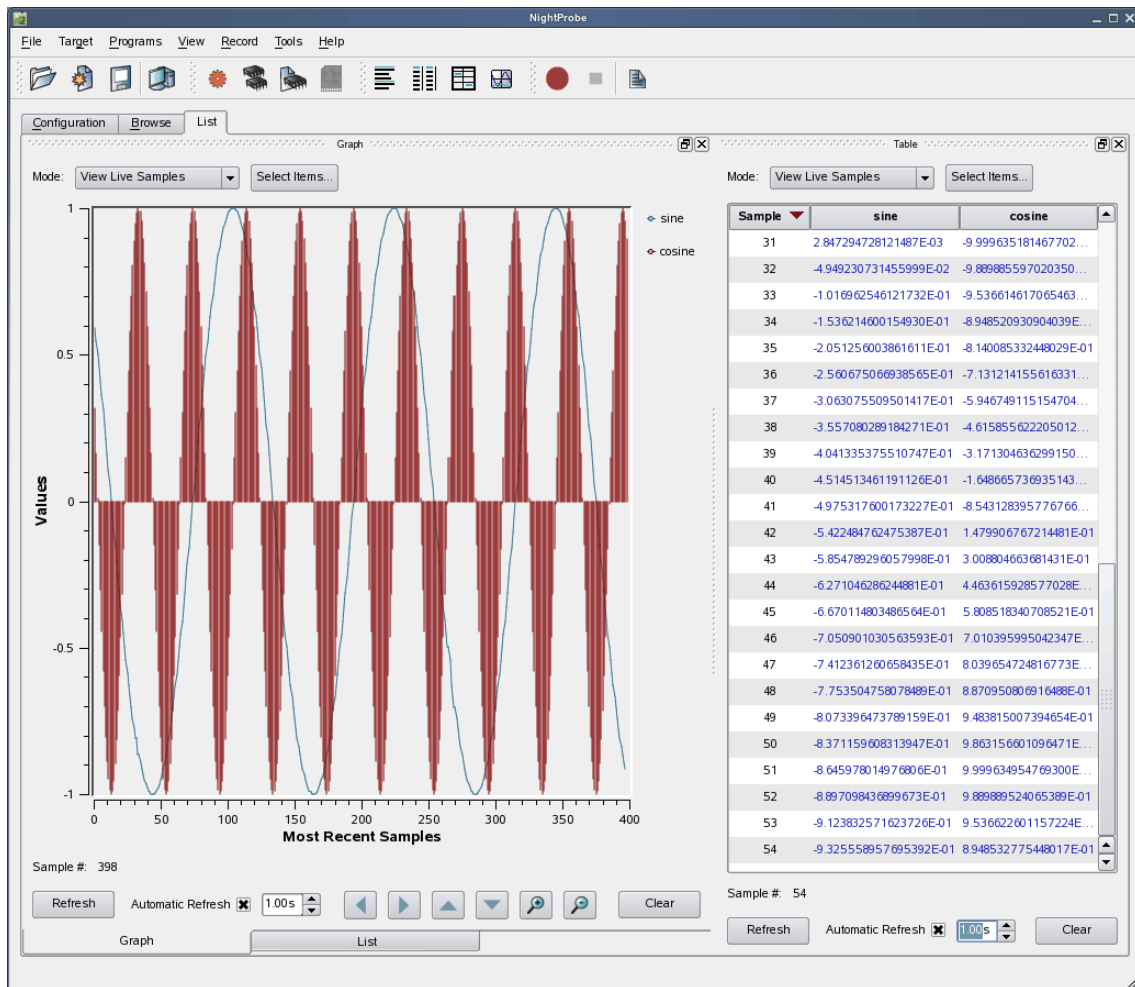 NightProbe
File Target Programs View Record Tools Help
Configuration Browse List
Graph
Mode: View Live Samples Select Items...
1
0.5
0
-0.5
-1
Values
0 50 100 150 200 250 300 350 400
Most Recent Samples
sine
cosine
Sample #: 398
Refresh Automatic Refresh 1.00s Clear
Graph List
Table
Mode: View Live Samples Select Items...
Sample sine cosine
31 2.847294728121487E-03 -9.999635181467702...
32 -4.949230731455999E-02 -9.889885597020350...
33 -1.016962546121732E-01 -9.536614617065463...
34 -1.536214600154930E-01 -8.948520930904039E...
35 -2.051256003861611E-01 -8.140085332448029E-01
36 -2.560675066938565E-01 -7.131214155616331...
37 -3.063075509501417E-01 -5.946749115154704...
38 -3.557080289184271E-01 -4.615855622205012...
39 -4.041335375510747E-01 -3.171304636299150...
40 -4.514513461191126E-01 -1.648665736935143...
41 -4.975317600173227E-01 -8.543128395776766...
42 -5.422484762475387E-01 1.479906767214481E-01
43 -5.854789296057998E-01 3.008804663681431E-01
44 -6.271046286244881E-01 4.463615928577028E...
45 -6.670114803486564E-01 5.808518340708521E-01
46 -7.050901030563593E-01 7.010395995042347E...
47 -7.412361260658435E-01 8.039654724816773E...
48 -7.753504758078489E-01 8.870950806916488E-01
49 -8.073396473789159E-01 9.483815007394654E-01
50 -8.371159608313947E-01 9.863156601096471E...
51 -8.645978014976806E-01 9.999634954769300E...
52 -8.897098436899673E-01 9.889889524065389E-01
53 -9.123832571623726E-01 9.536622601157224E...
54 -9.325558957695392E-01 8.948532775448017E-01
Sample #: 54
Refresh Automatic Refresh 1.00s Clear